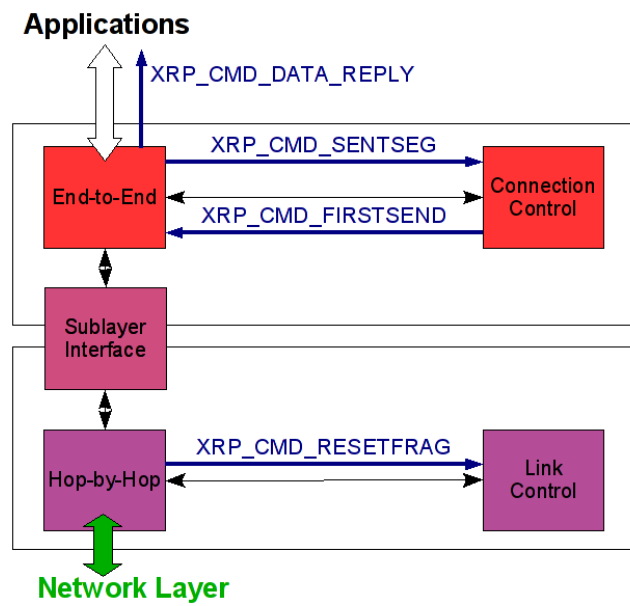 Applications
XRP_CMD_DATA_REPLY
XRP_CMD_SENTSEG
End-to-End
Connection
Control
XRP_CMD_FIRSTSEND
Sublayer
Interface
XRP_CMD_RESETFRAG
Hop-by-Hop
Link
Control
Network Layer